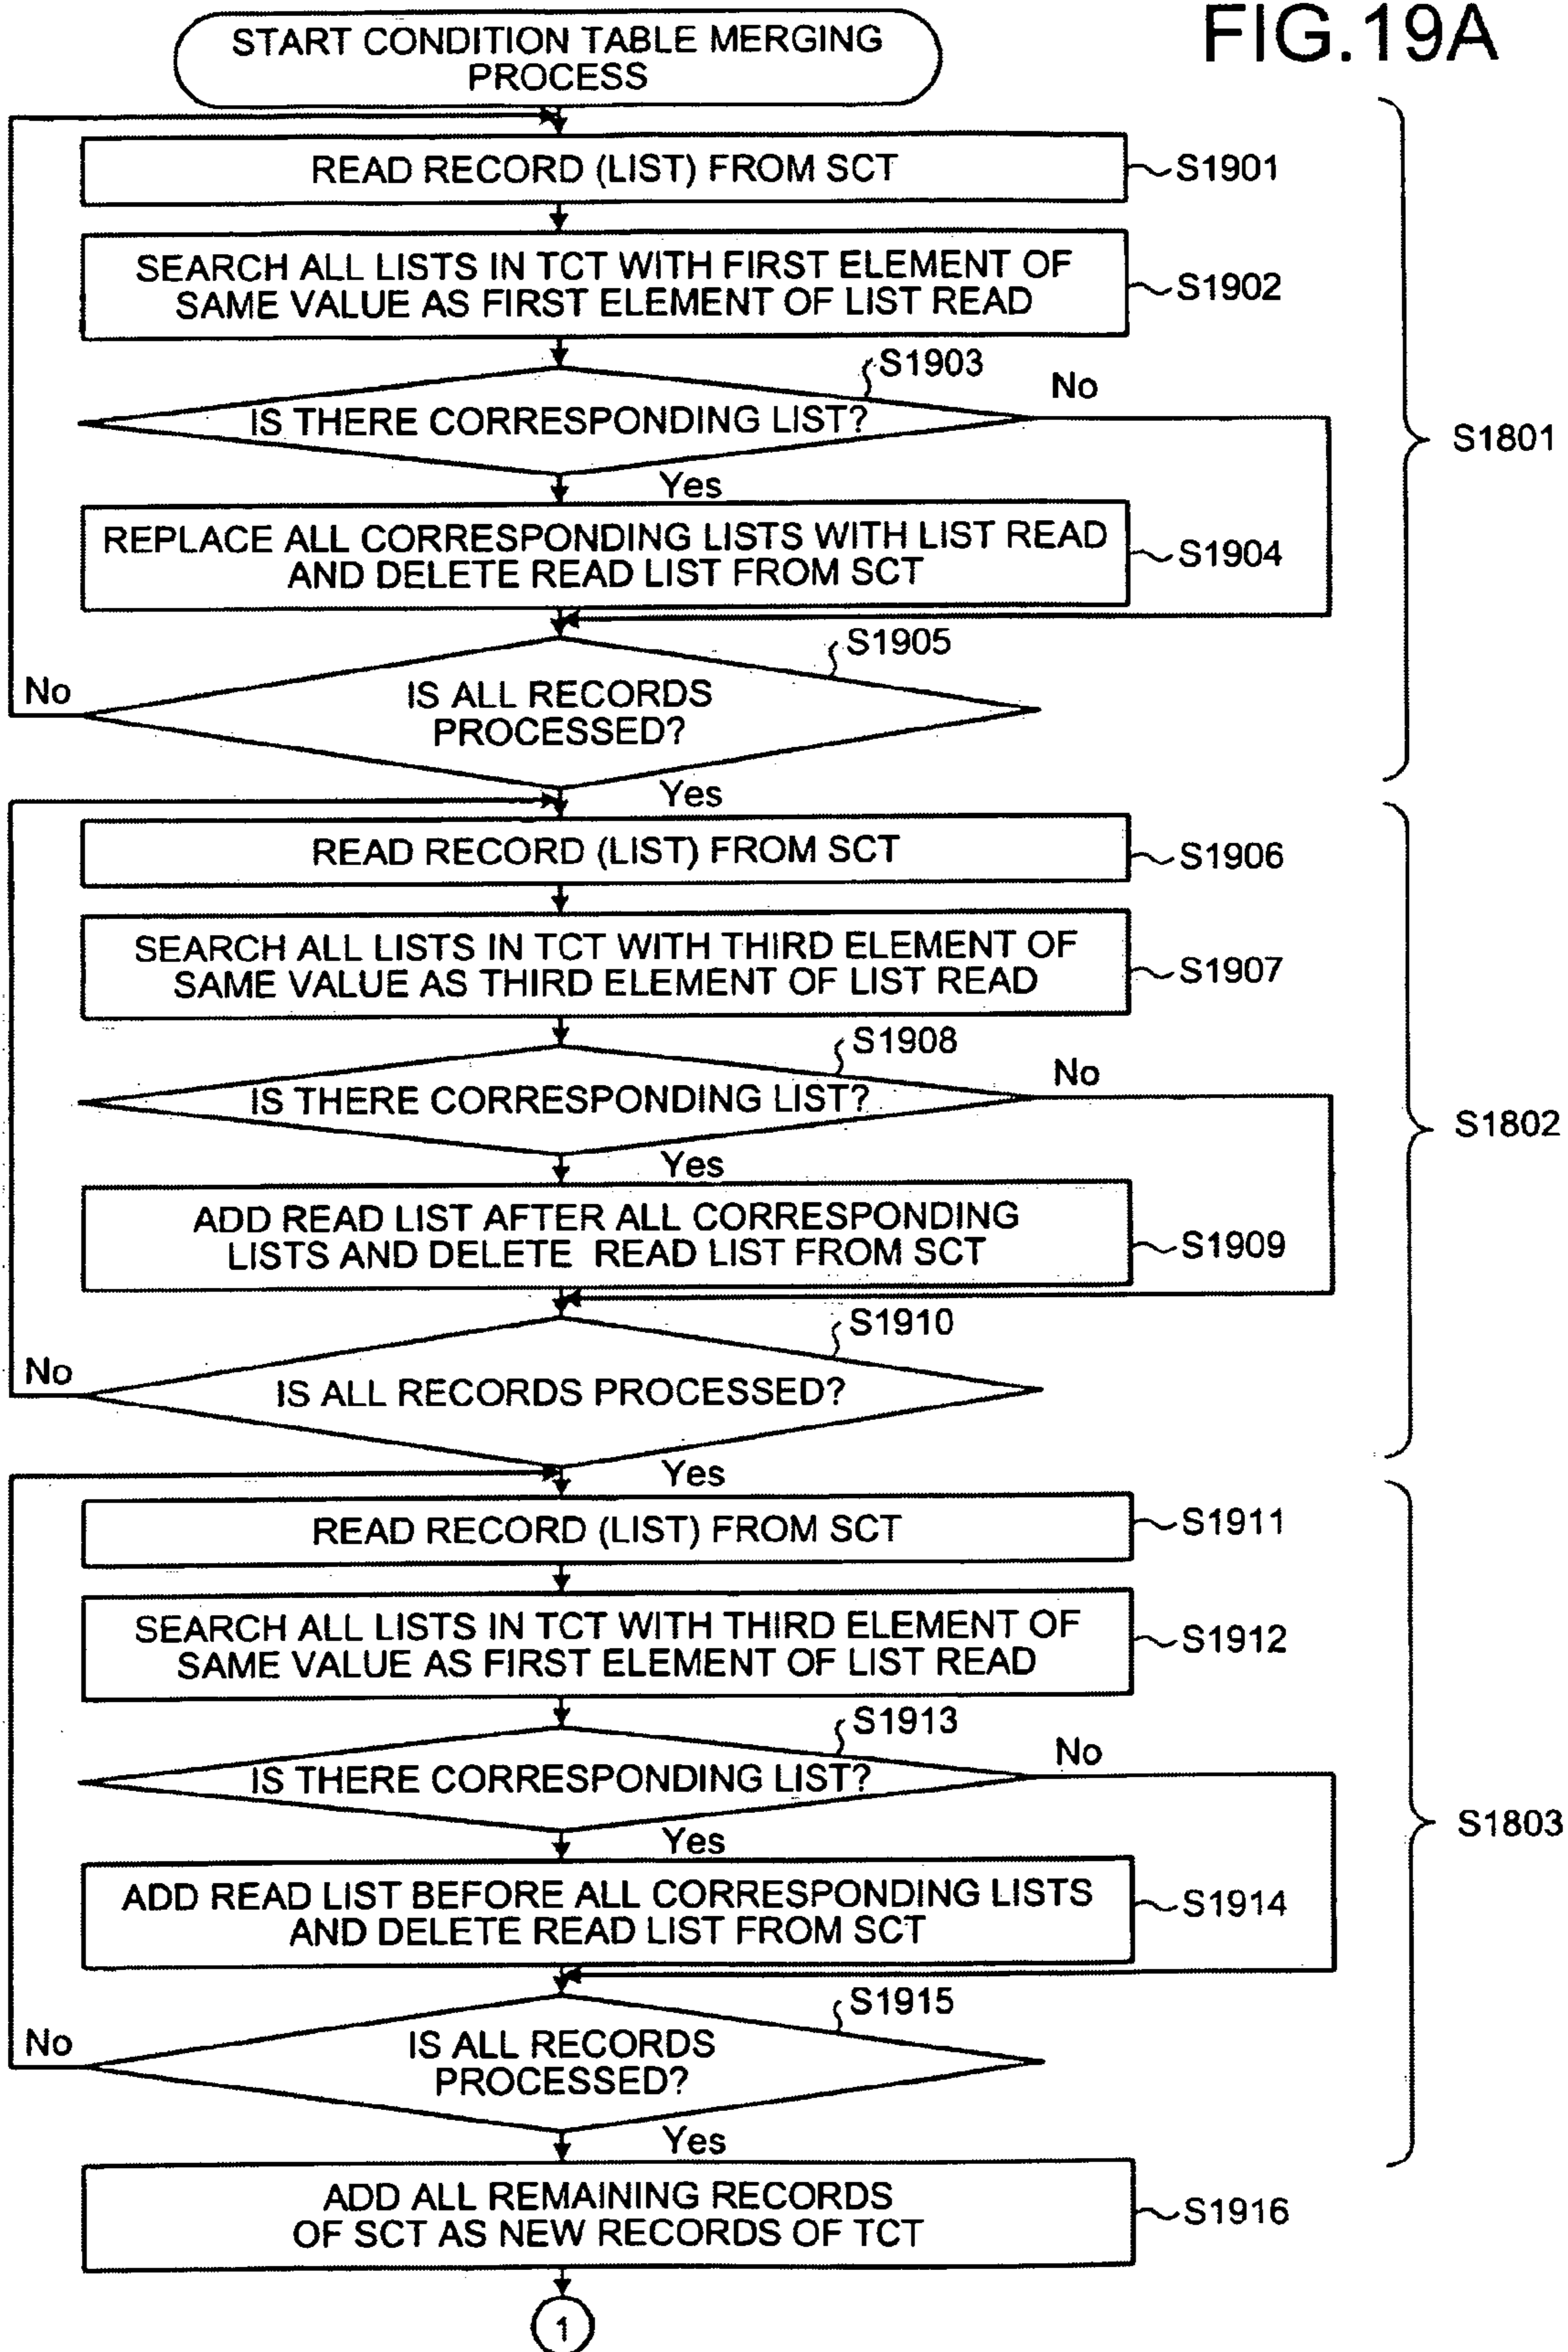 FIG.19A
START CONDITION TABLE MERGING
PROCESS
READ RECORD (LIST) FROM SCT
S1901
SEARCH ALL LISTS IN TCT WITH FIRST ELEMENT OF
SAME VALUE AS FIRST ELEMENT OF LIST READ
S1902
S1903
IS THERE CORRESPONDING LIST?
No
Yes
S1801
REPLACE ALL CORRESPONDING LISTS WITH LIST READ
AND DELETE READ LIST FROM SCT
S1904
S1905
IS ALL RECORDS
PROCESSED?
No
Yes
READ RECORD (LIST) FROM SCT
S1906
SEARCH ALL LISTS IN TCT WITH THIRD ELEMENT OF
SAME VALUE AS THIRD ELEMENT OF LIST READ
S1907
S1908
IS THERE CORRESPONDING LIST?
No
Yes
S1802
ADD READ LIST AFTER ALL CORRESPONDING
LISTS AND DELETE READ LIST FROM SCT
S1909
S1910
IS ALL RECORDS PROCESSED?
No
Yes
READ RECORD (LIST) FROM SCT
S1911
SEARCH ALL LISTS IN TCT WITH THIRD ELEMENT OF
SAME VALUE AS FIRST ELEMENT OF LIST READ
S1912
S1913
IS THERE CORRESPONDING LIST?
No
Yes
S1803
ADD READ LIST BEFORE ALL CORRESPONDING LISTS
AND DELETE READ LIST FROM SCT
S1914
S1915
IS ALL RECORDS
PROCESSED?
No
Yes
ADD ALL REMAINING RECORDS
OF SCT AS NEW RECORDS OF TCT
S1916
1